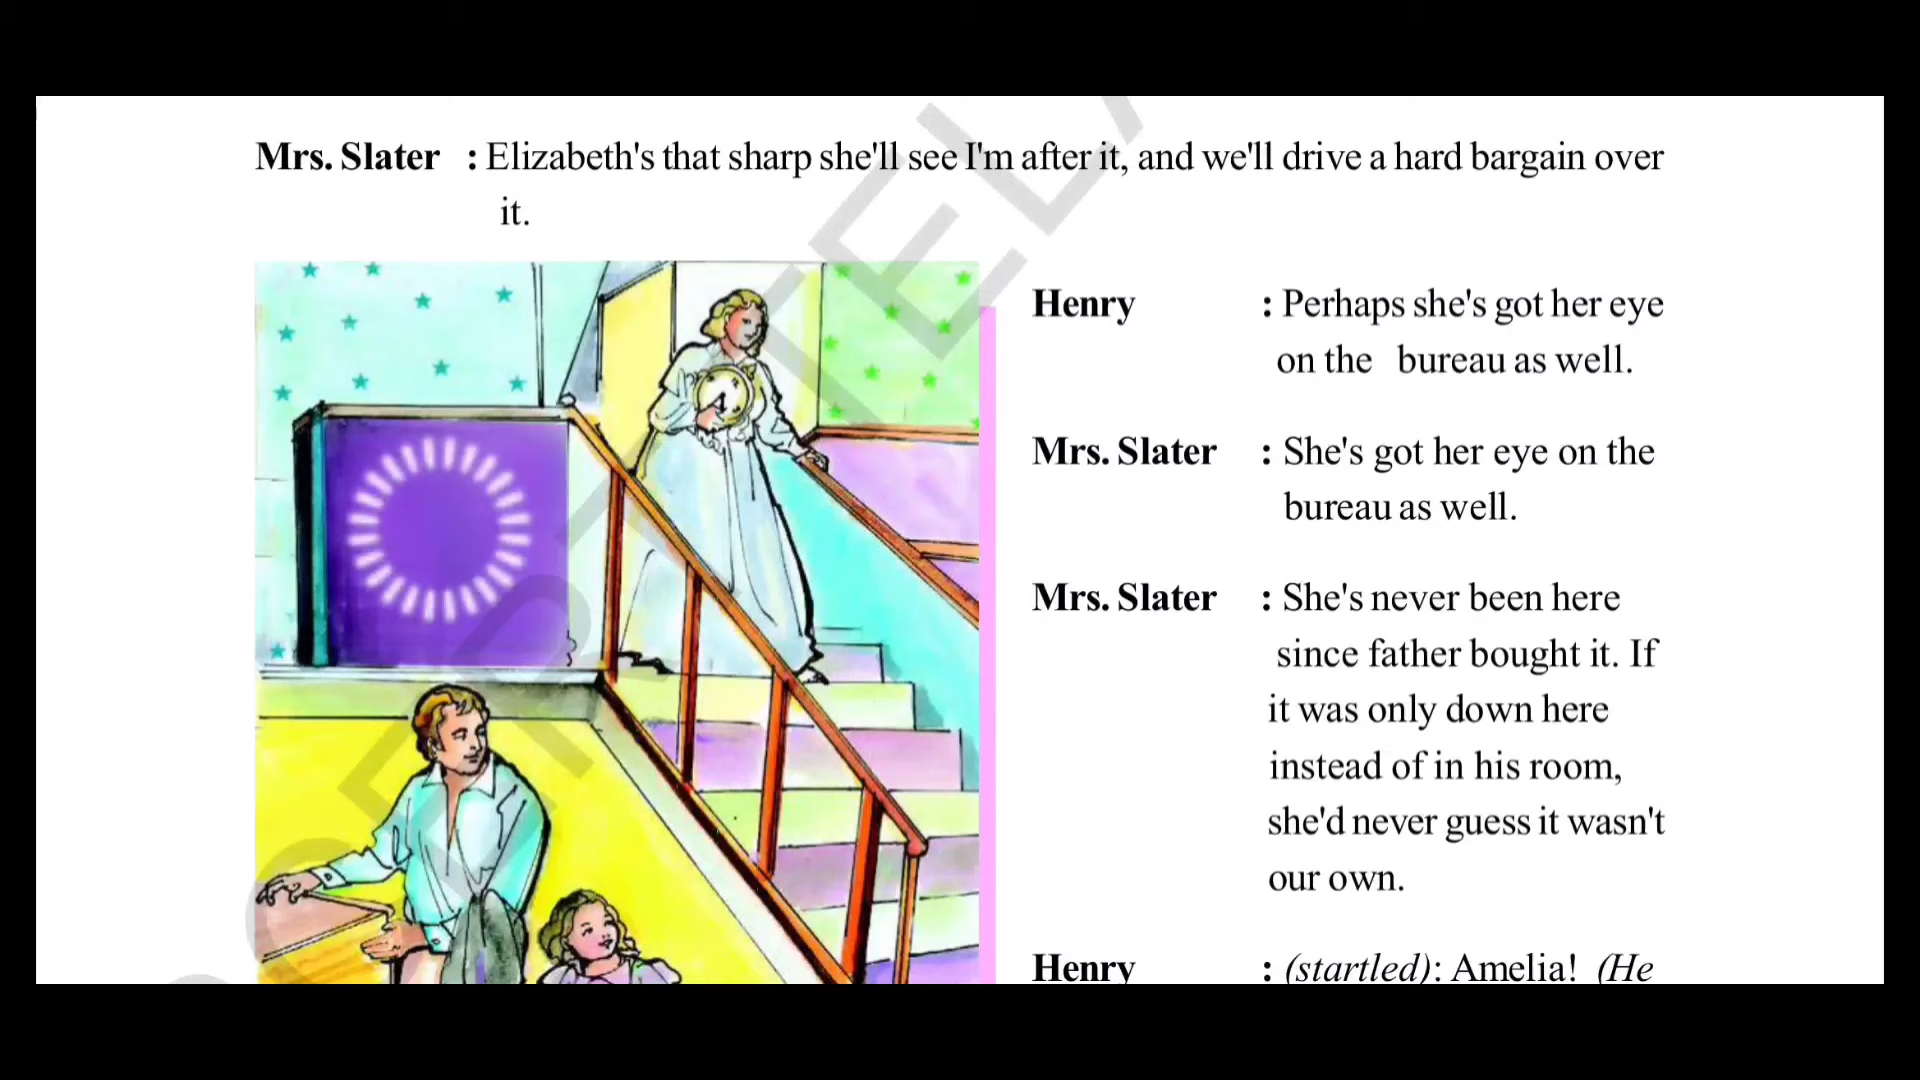 Mrs. Slater : Elizabeth's that sharp she'll see I'm after it, and we'll drive a hard bargain over
it.
Henry : Perhaps she's got her eye
on the bureau as well.
Mrs. Slater : She's got her eye on the
bureau as well.
Mrs. Slater : She's never been here
since father bought it. If
it was only down here
instead of in his room,
she'd never guess it wasn't
our own.
Henry : (startled): Amelia! (He